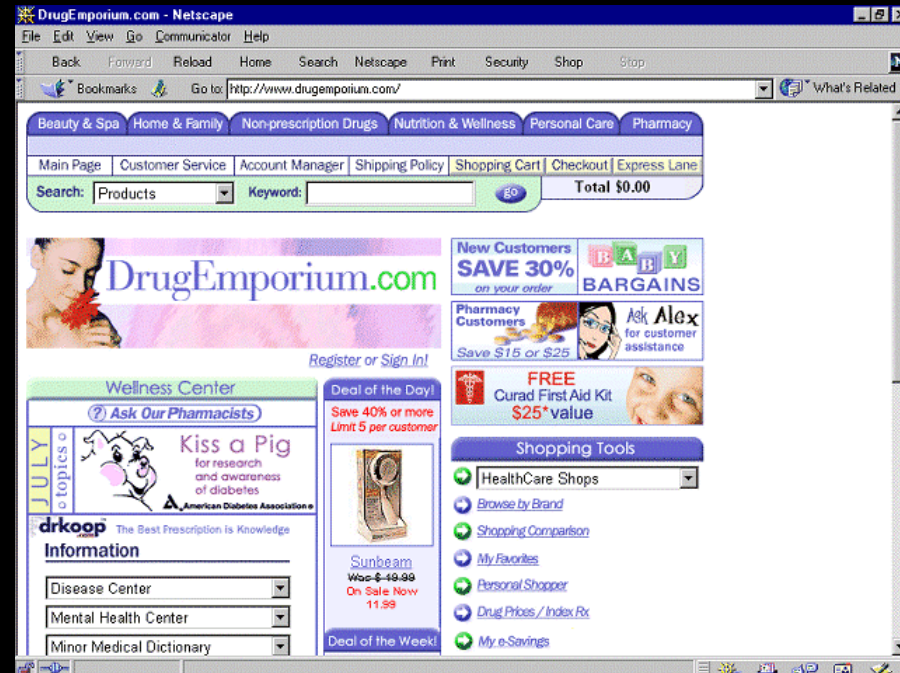 DrugEmporium.com - Netscape
File Edit View Go Communicator Help
Back Forward Reload Home Search Netscape Print Security Shop Stop
Bookmarks Go to: http://www.drugemporium.com/ What's Related
Beauty & Spa Home & Family Non-prescription Drugs Nutrition & Wellness Personal Care Pharmacy
Main Page Customer Service Account Manager Shipping Policy Shopping Cart Checkout Express Lane
Search: Products Keyword: go Total $0.00
DrugEmporium.com
Register or Sign In!
New Customers
SAVE 30%
on your order
BABY
BARGAINS
Pharmacy
Customers
Save $15 or $25
Ask Alex
for customer
assistance
FREE
Curad First Aid Kit
$25* value
Wellness Center
? Ask Our Pharmacists
JULY
topics
Kiss a Pig
for research
and awareness
of diabetes
American Diabetes Association
drkoop The Best Prescription is Knowledge
Information
Disease Center
Mental Health Center
Minor Medical Dictionary
Deal of the Day!
Save 40% or more
Limit 5 per customer
Sunbeam
Was $ 19.99
On Sale Now
11.99
Deal of the Week!
Shopping Tools
HealthCare Shops
Browse by Brand
Shopping Comparison
My Favorites
Personal Shopper
Drug Prices / Index Rx
My e-Savings